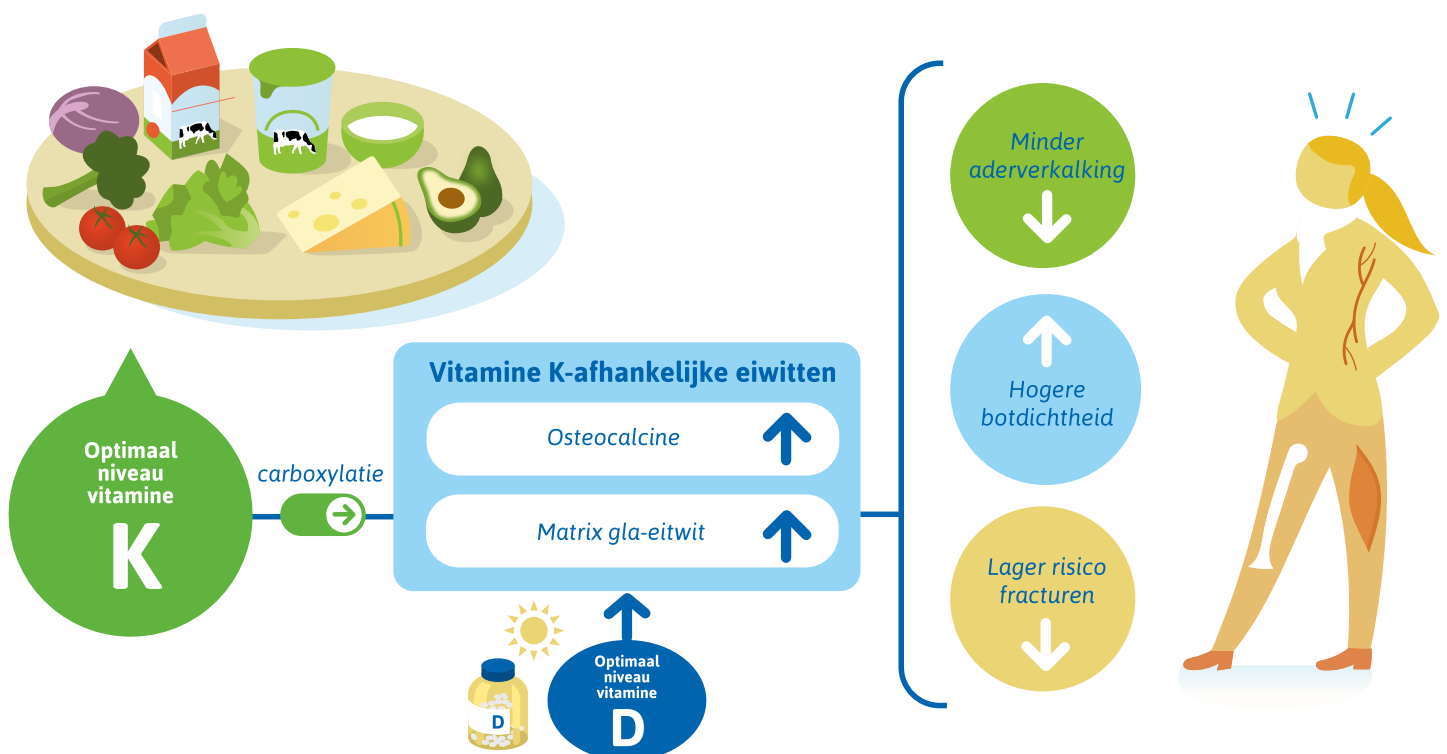 Optimaal
niveau
vitamine
K
carboxylatie
Vitamine K-afhankelijke eiwitten
Osteocalcine
Matrix gla-eitwit
D
Optimaal
niveau
vitamine
D
Minder
aderverkalking
Hogere
botdichtheid
Lager risico
fracturen